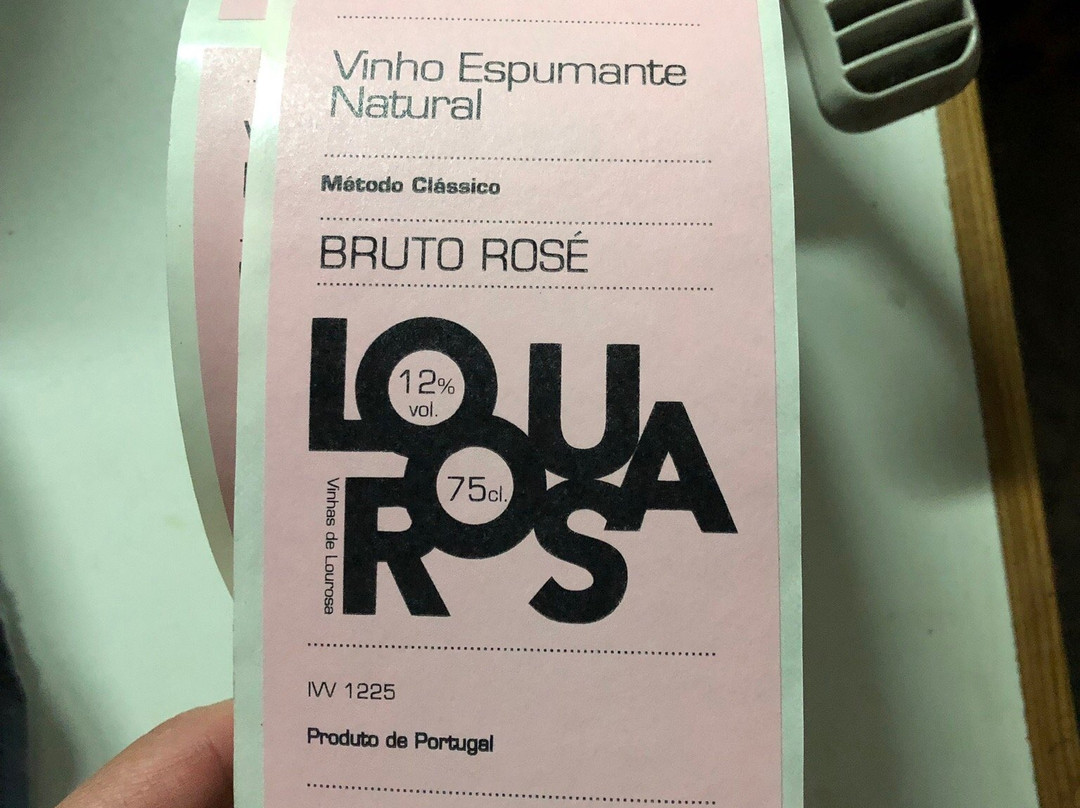 Vinho Espumante
Natural
Método Clássico
BRUTO ROSÉ
LOU
ROSA
12% vol.
75cl.
Vinhas de Lourosa
IVV 1225
Produto de Portugal